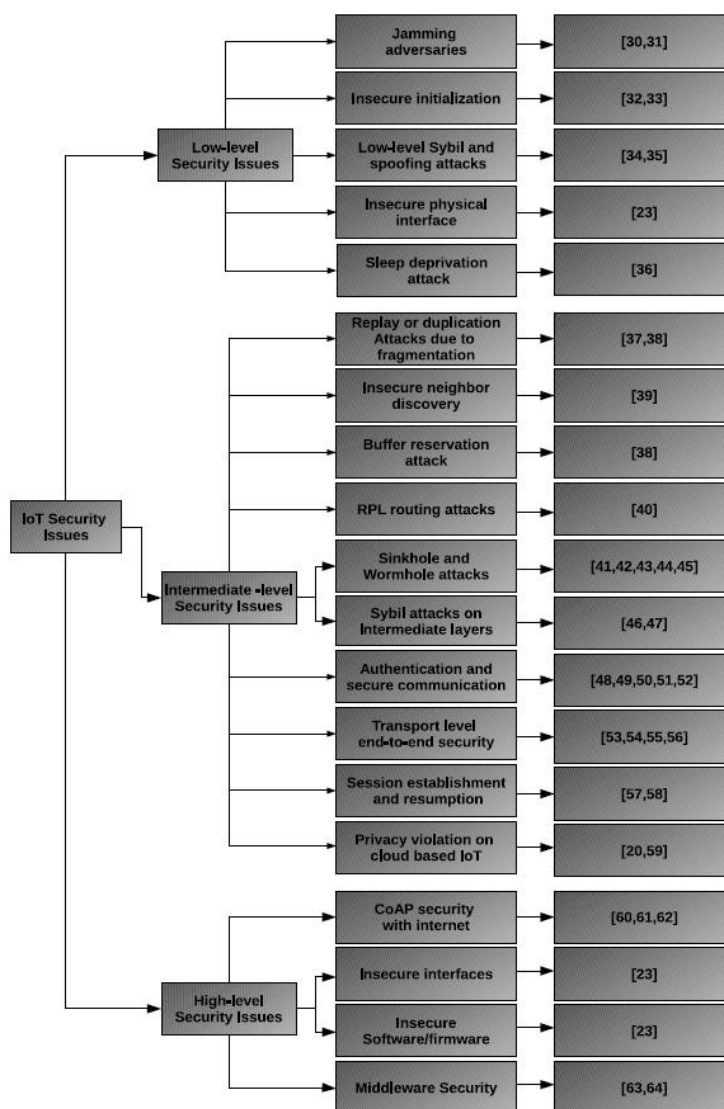 Jamming
adversaries
[30,31]
Insecure initialization
[32,33]
Low-level
Security Issues
Low-level Sybil and
spoofing attacks
[34,35]
Insecure physical
interface
[23]
Sleep deprivation
attack
[36]
Replay or duplication
Attacks due to
fragmentation
[37,38]
Insecure neighbor
discovery
[39]
Buffer reservation
attack
[38]
IoT Security
Issues
RPL routing attacks
[40]
Intermediate -level
Security Issues
Sinkhole and
Wormhole attacks
[41,42,43,44,45]
Sybil attacks on
Intermediate layers
[46,47]
Authentication and
secure communication
[48,49,50,51,52]
Transport level
end-to-end security
[53,54,55,56]
Session establishment
and resumption
[57,58]
Privacy violation on
cloud based IoT
[20,59]
CoAP security
with internet
[60,61,62]
High-level
Security Issues
Insecure interfaces
[23]
Insecure
Software/firmware
[23]
Middleware Security
[63,64]